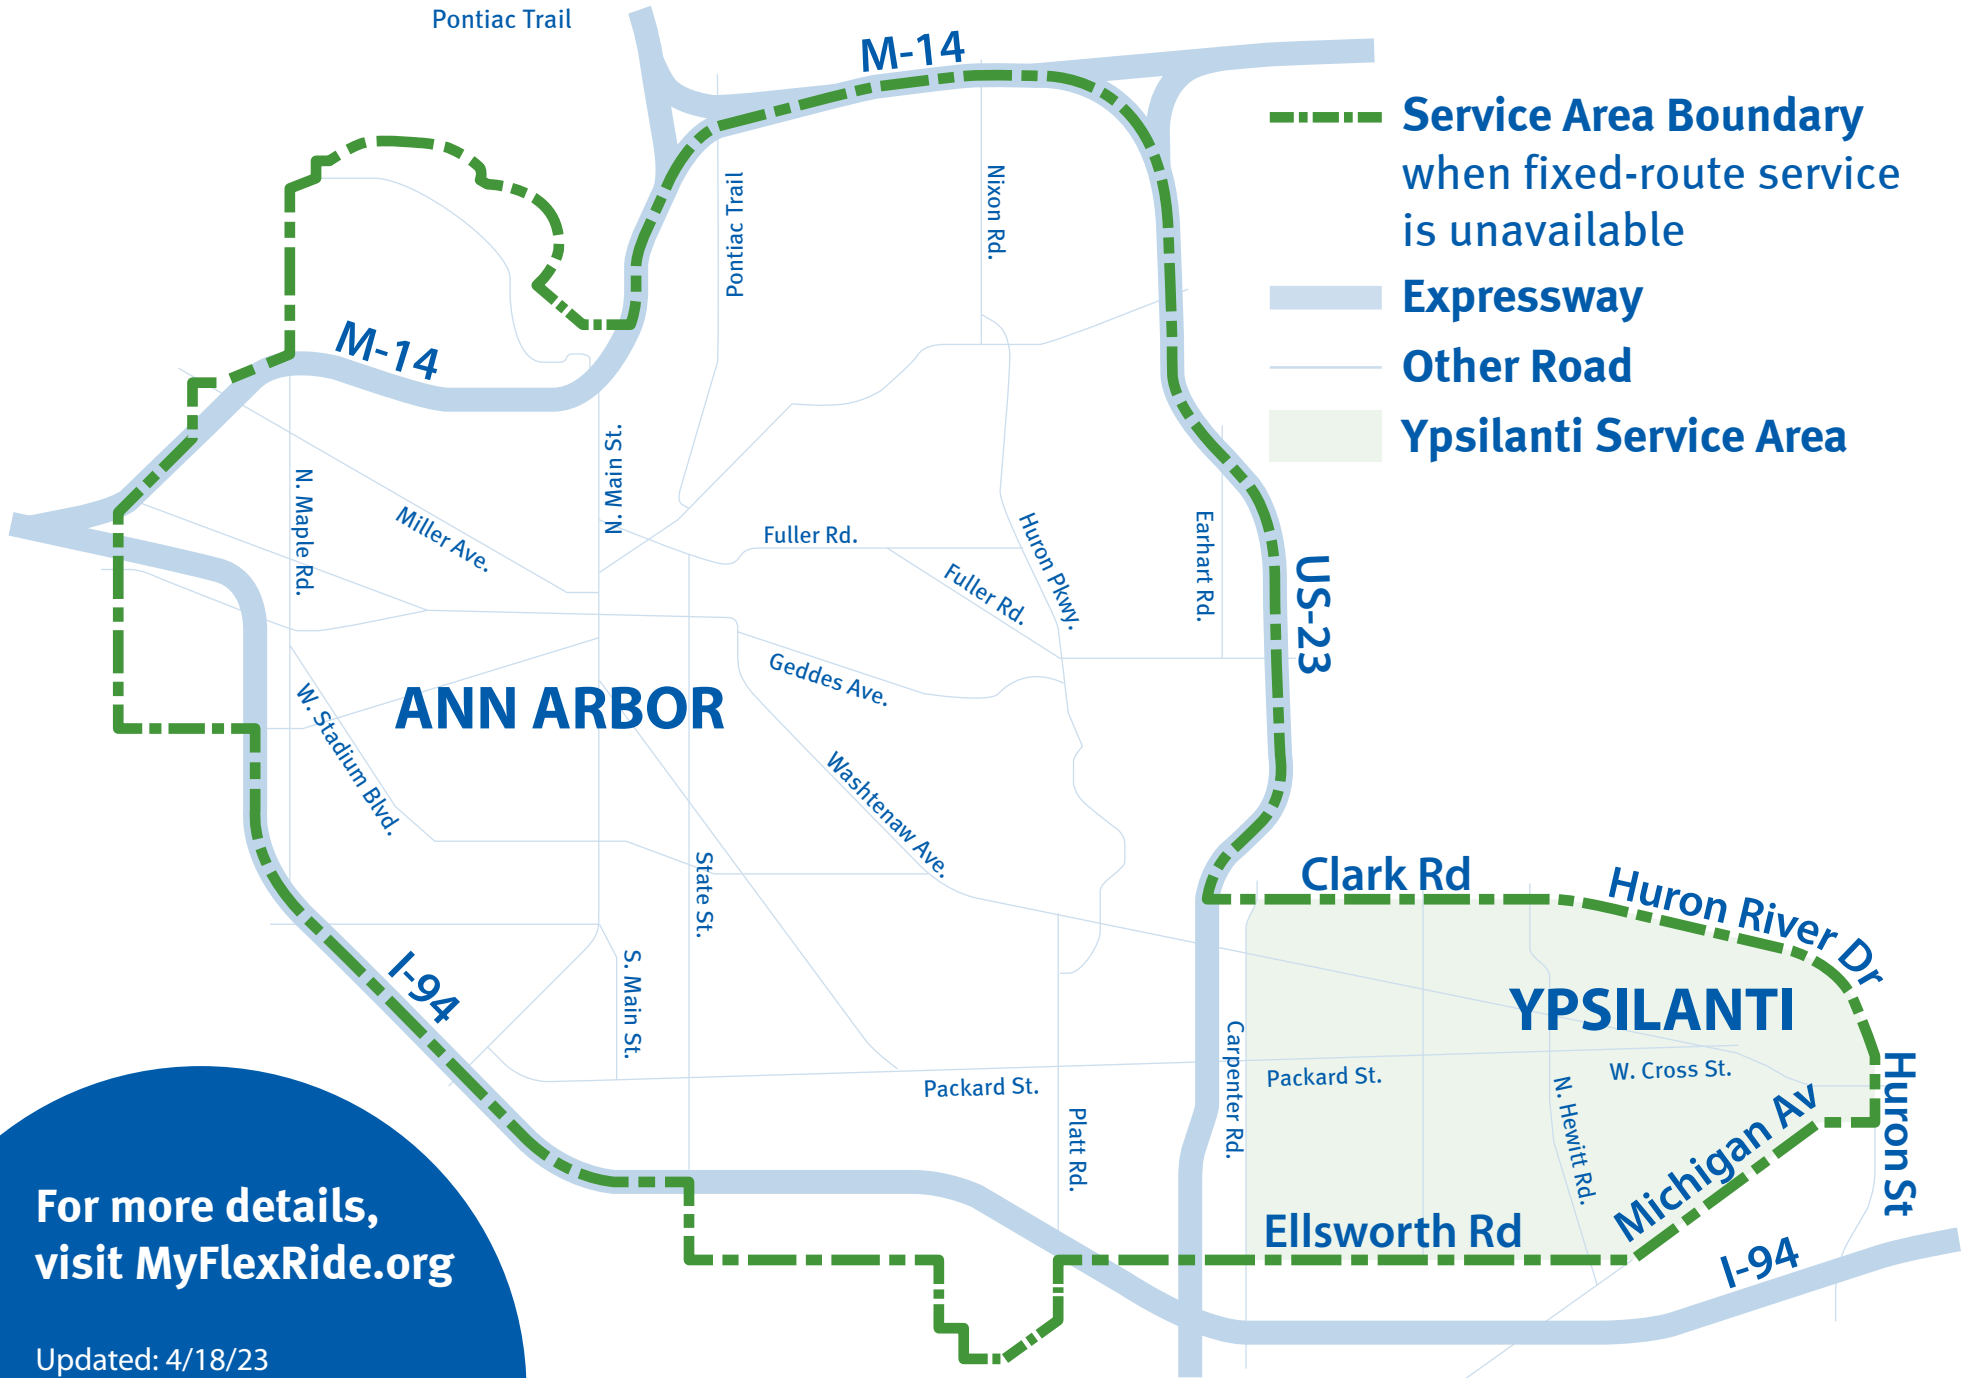 Pontiac Trail
M-14
Service Area Boundary
when fixed-route service
is unavailable
Expressway
Other Road
Ypsilanti Service Area
Pontiac Trail
Nixon Rd.
M-14
N. Maple Rd.
Miller Ave.
N. Main St.
Fuller Rd.
Fuller Rd.
Huron Pkwy.
Earhart Rd.
US-23
Geddes Ave.
ANN ARBOR
W. Stadium Blvd.
Washtenaw Ave.
State St.
S. Main St.
I-94
Clark Rd
Huron River Dr
YPSILANTI
Packard St.
Platt Rd.
Carpenter Rd.
Packard St.
W. Cross St.
N. Hewitt Rd.
Michigan Av
Huron St
Ellsworth Rd
I-94
For more details,
visit MyFlexRide.org
Updated: 4/18/23